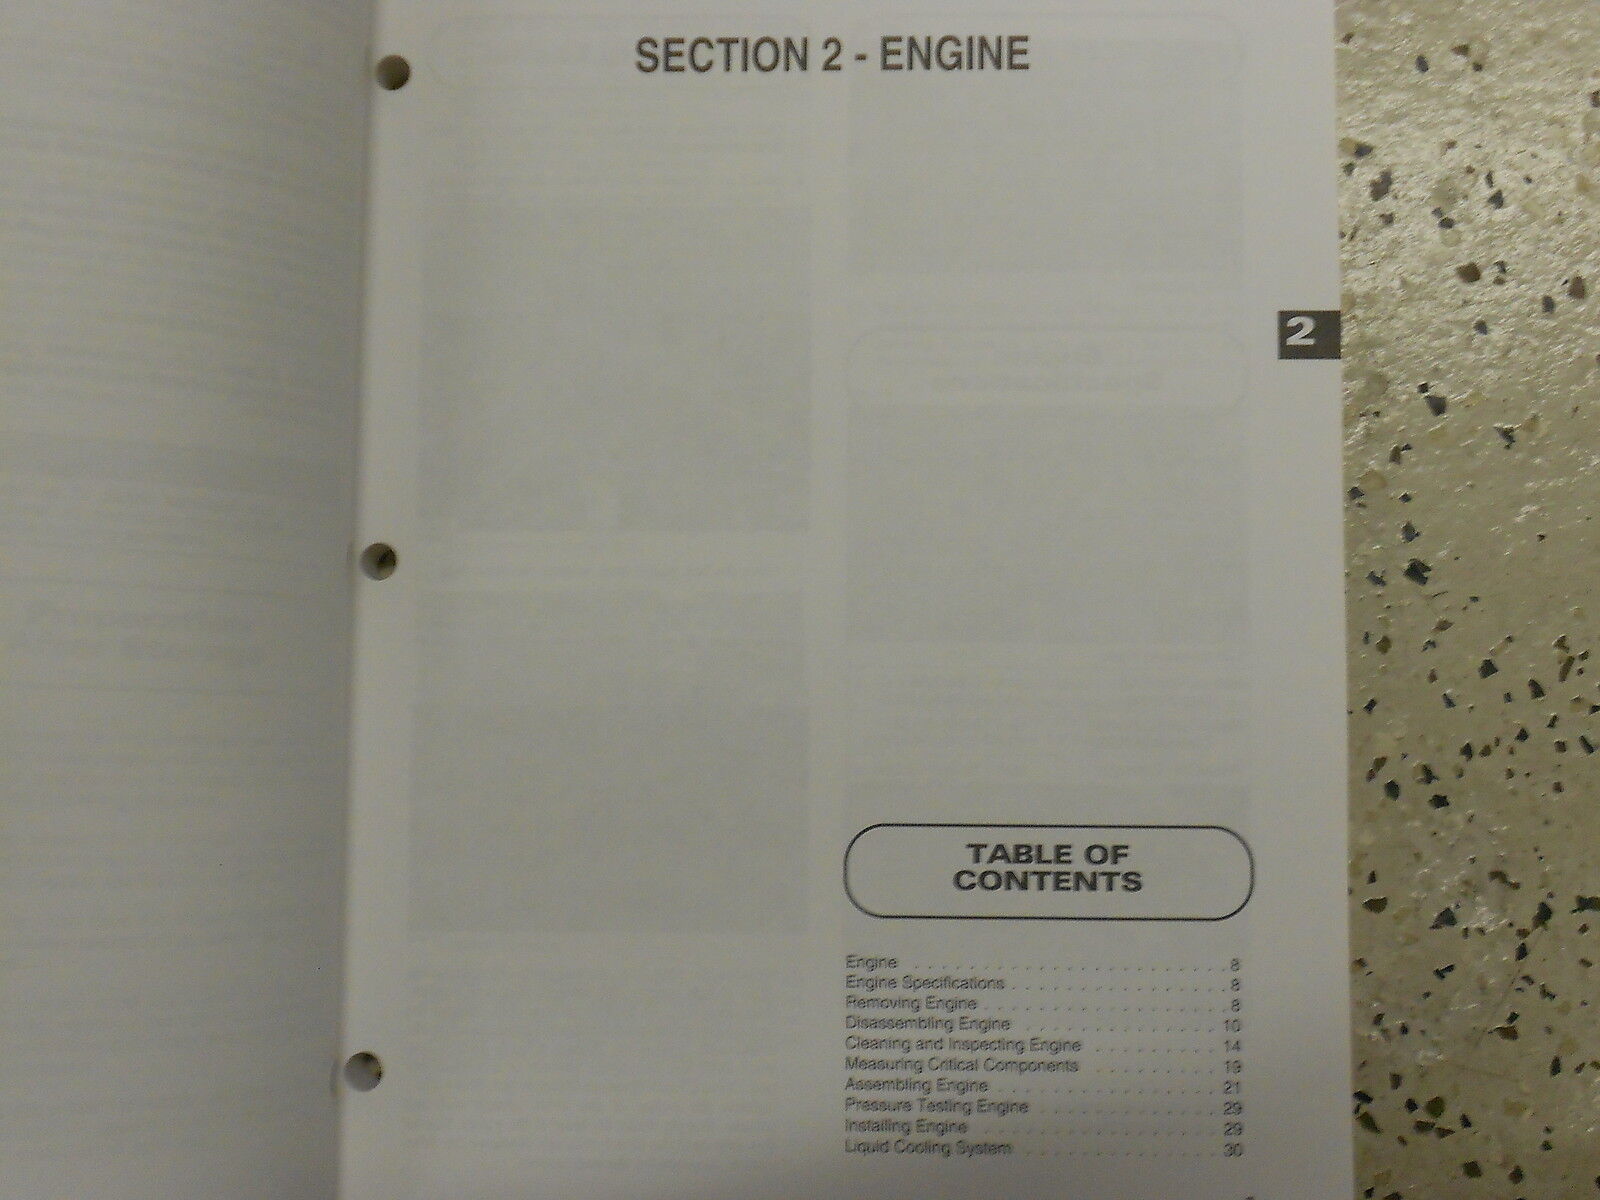 SECTION 2 - ENGINE
2
TABLE OF
CONTENTS
Engine . . . . . . . . . . . . . . . . . . . . . . . . 8
Engine Specifications . . . . . . . . . . . . . . . . 8
Removing Engine . . . . . . . . . . . . . . . . . . 8
Disassembling Engine . . . . . . . . . . . . . . . 10
Cleaning and Inspecting Engine . . . . . . . . . 14
Measuring Critical Components . . . . . . . . . 19
Assembling Engine . . . . . . . . . . . . . . . . . 21
Pressure Testing Engine . . . . . . . . . . . . . . 29
Installing Engine . . . . . . . . . . . . . . . . . . 29
Liquid Cooling System . . . . . . . . . . . . . . . 30